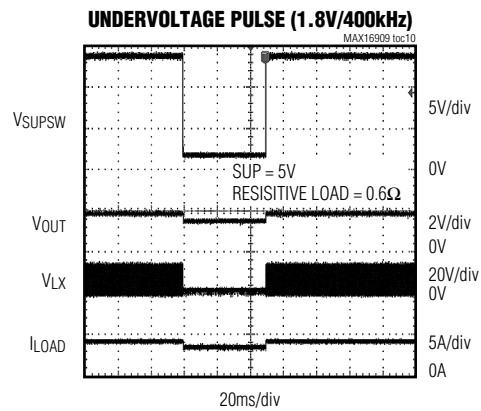 UNDERVOLTAGE PULSE (1.8V/400kHz)
MAX16909 toc10
VSUPSW
5V/div
0V
SUP = 5V
RESISITIVE LOAD = 0.6Ω
VOUT
2V/div
0V
VLX
20V/div
0V
ILOAD
5A/div
0A
20ms/div